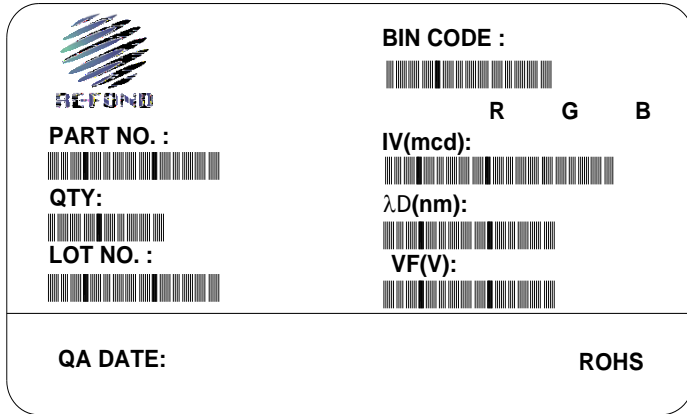 REFOND
PART NO. :
QTY:
LOT NO. :
BIN CODE :
R G B
IV(mcd):
λD(nm):
VF(V):
QA DATE:
ROHS